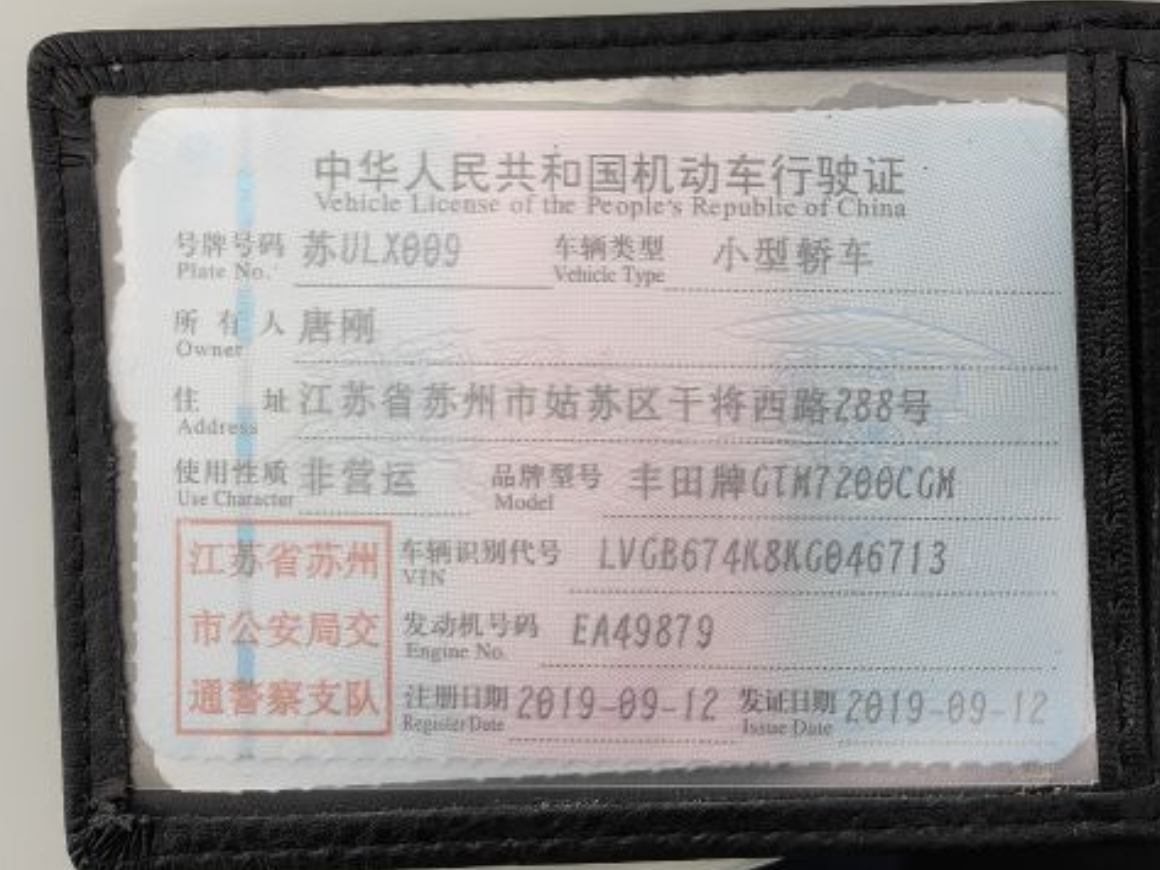 中华人民共和国机动车行驶证
Vehicle License of the People's Republic of China
号牌号码 苏ULX009 车辆类型 小型轿车
Plate No. Vehicle Type
所有人 唐刚
Owner
住址 江苏省苏州市姑苏区干将西路288号
Address
使用性质 非营运 品牌型号 丰田牌GTM7200CGM
Use Character Model
江苏省苏州
市公安局交
通警察支队
车辆识别代号 LVGB674K8KG046713
VIN
发动机号码 EA49879
Engine No.
注册日期 2019-09-12 发证日期 2019-09-12
Register Date Issue Date